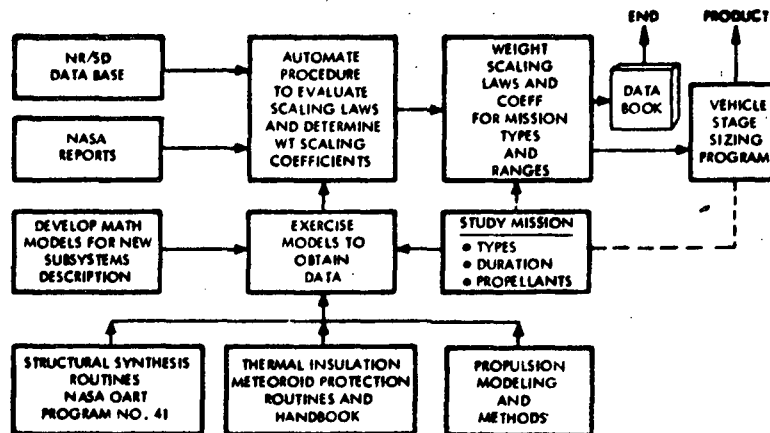 END PRODUCT
NR/SD
DATA BASE
AUTOMATE
PROCEDURE
TO EVALUATE
SCALING LAWS
AND DETERMINE
WT SCALING
COEFFICIENTS
WEIGHT
SCALING
LAWS AND
COEFF
FOR MISSION
TYPES
AND
RANGES
DATA
BOOK
VEHICLE
STAGE
SIZING
PROGRAM
NASA
REPORTS
DEVELOP MATH
MODELS FOR NEW
SUBSYSTEMS
DESCRIPTION
EXERCISE
MODELS TO
OBTAIN
DATA
STUDY MISSION
• TYPES
• DURATION
• PROPELLANTS
STRUCTURAL SYNTHESIS
ROUTINES
NASA OART
PROGRAM NO. 41
THERMAL INSULATION
METEOROID PROTECTION
ROUTINES AND
HANDBOOK
PROPULSION
MODELING
AND
METHODS